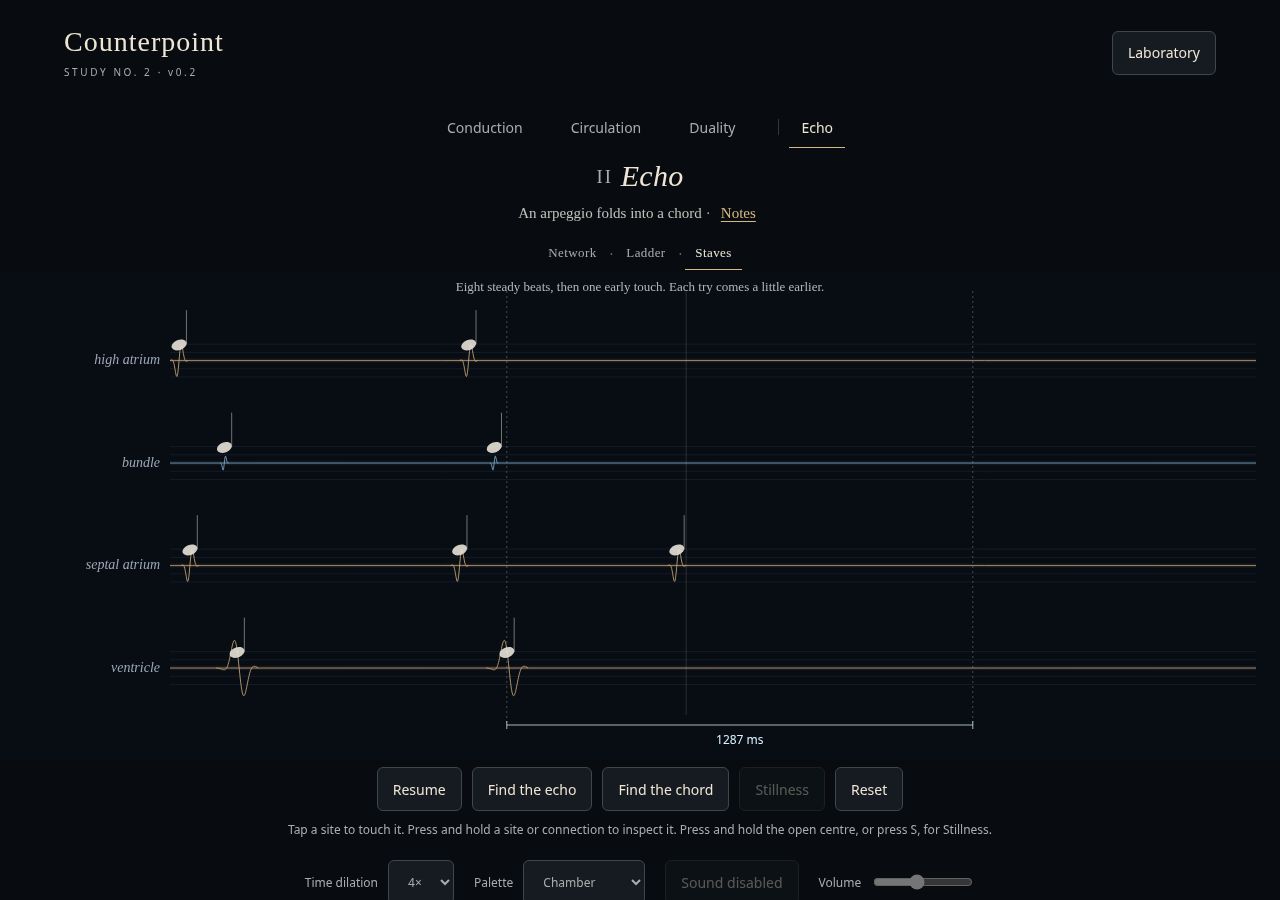 Counterpoint
STUDY NO. 2 · v0.2
Laboratory
Conduction Circulation Duality Echo
II Echo
An arpeggio folds into a chord · Notes
Network · Ladder · Staves
Eight steady beats, then one early touch. Each try comes a little earlier.
high atrium
bundle
septal atrium
ventricle
1287 ms
Resume Find the echo Find the chord Stillness Reset
Tap a site to touch it. Press and hold a site or connection to inspect it. Press and hold the open centre, or press S, for Stillness.
Time dilation 4× Palette Chamber Sound disabled Volume